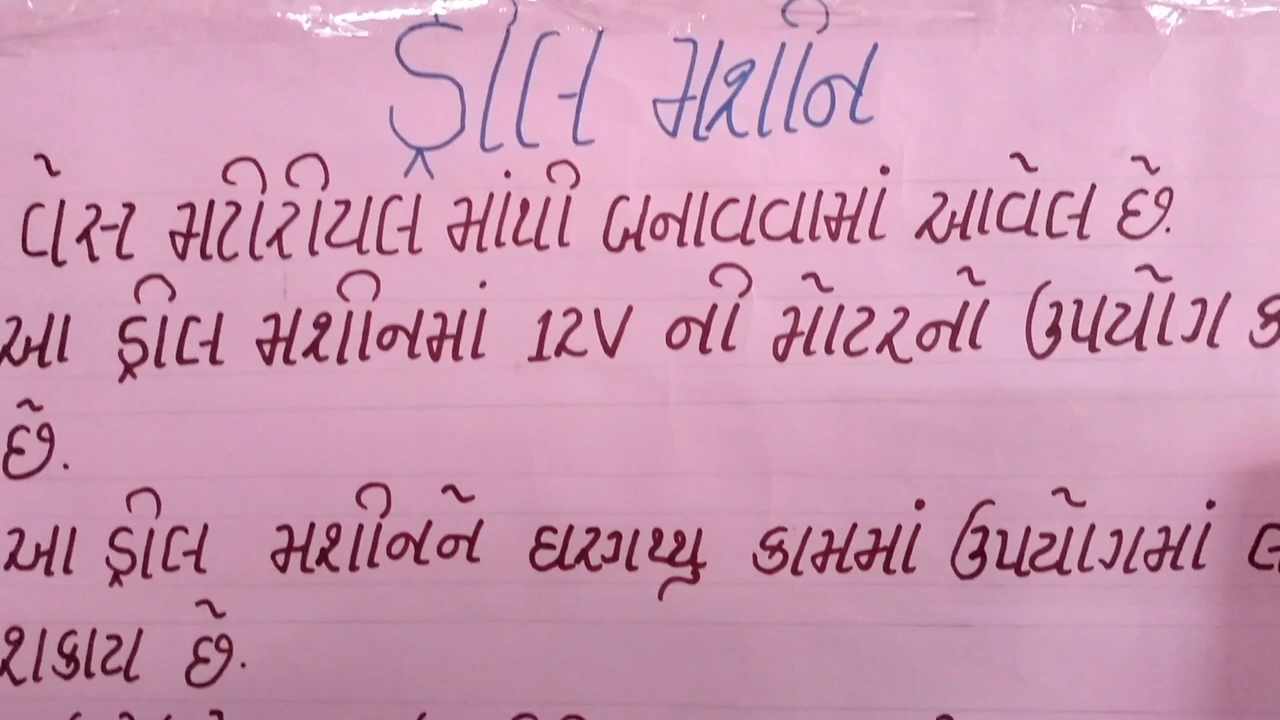 ડ્રીલ મશીન
વેસ્ટ મટીરીયલ માંથી બનાવવામાં આવેલ છે.
આ ડ્રીલ મશીનમાં 12V ની મોટરનો ઉપયોગ
છે.
આ ડ્રીલ મશીનને ઘરગથ્થુ કામમાં ઉપયોગમાં
શકાય છે.